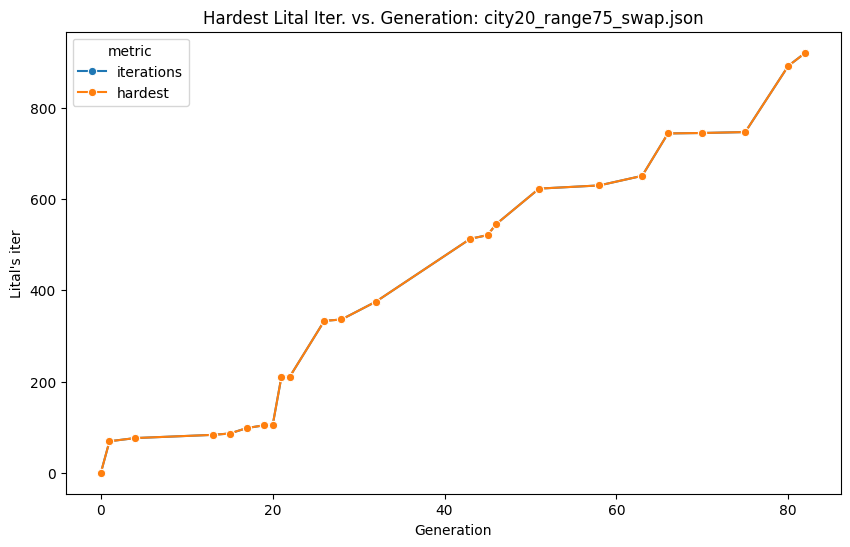 Hardest Lital Iter. vs. Generation: city20_range75_swap.json
metric
iterations
hardest
Lital's iter
800
600
400
200
0
0 20 40 60 80
Generation